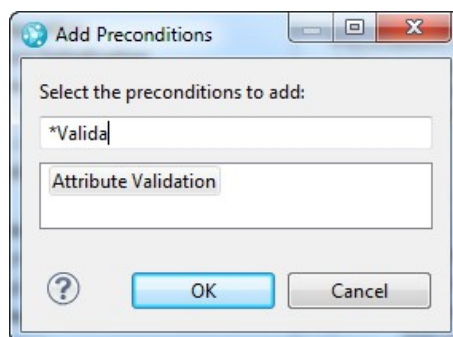 Add Preconditions
Select the preconditions to add:
*Valida
Attribute Validation
?
OK Cancel